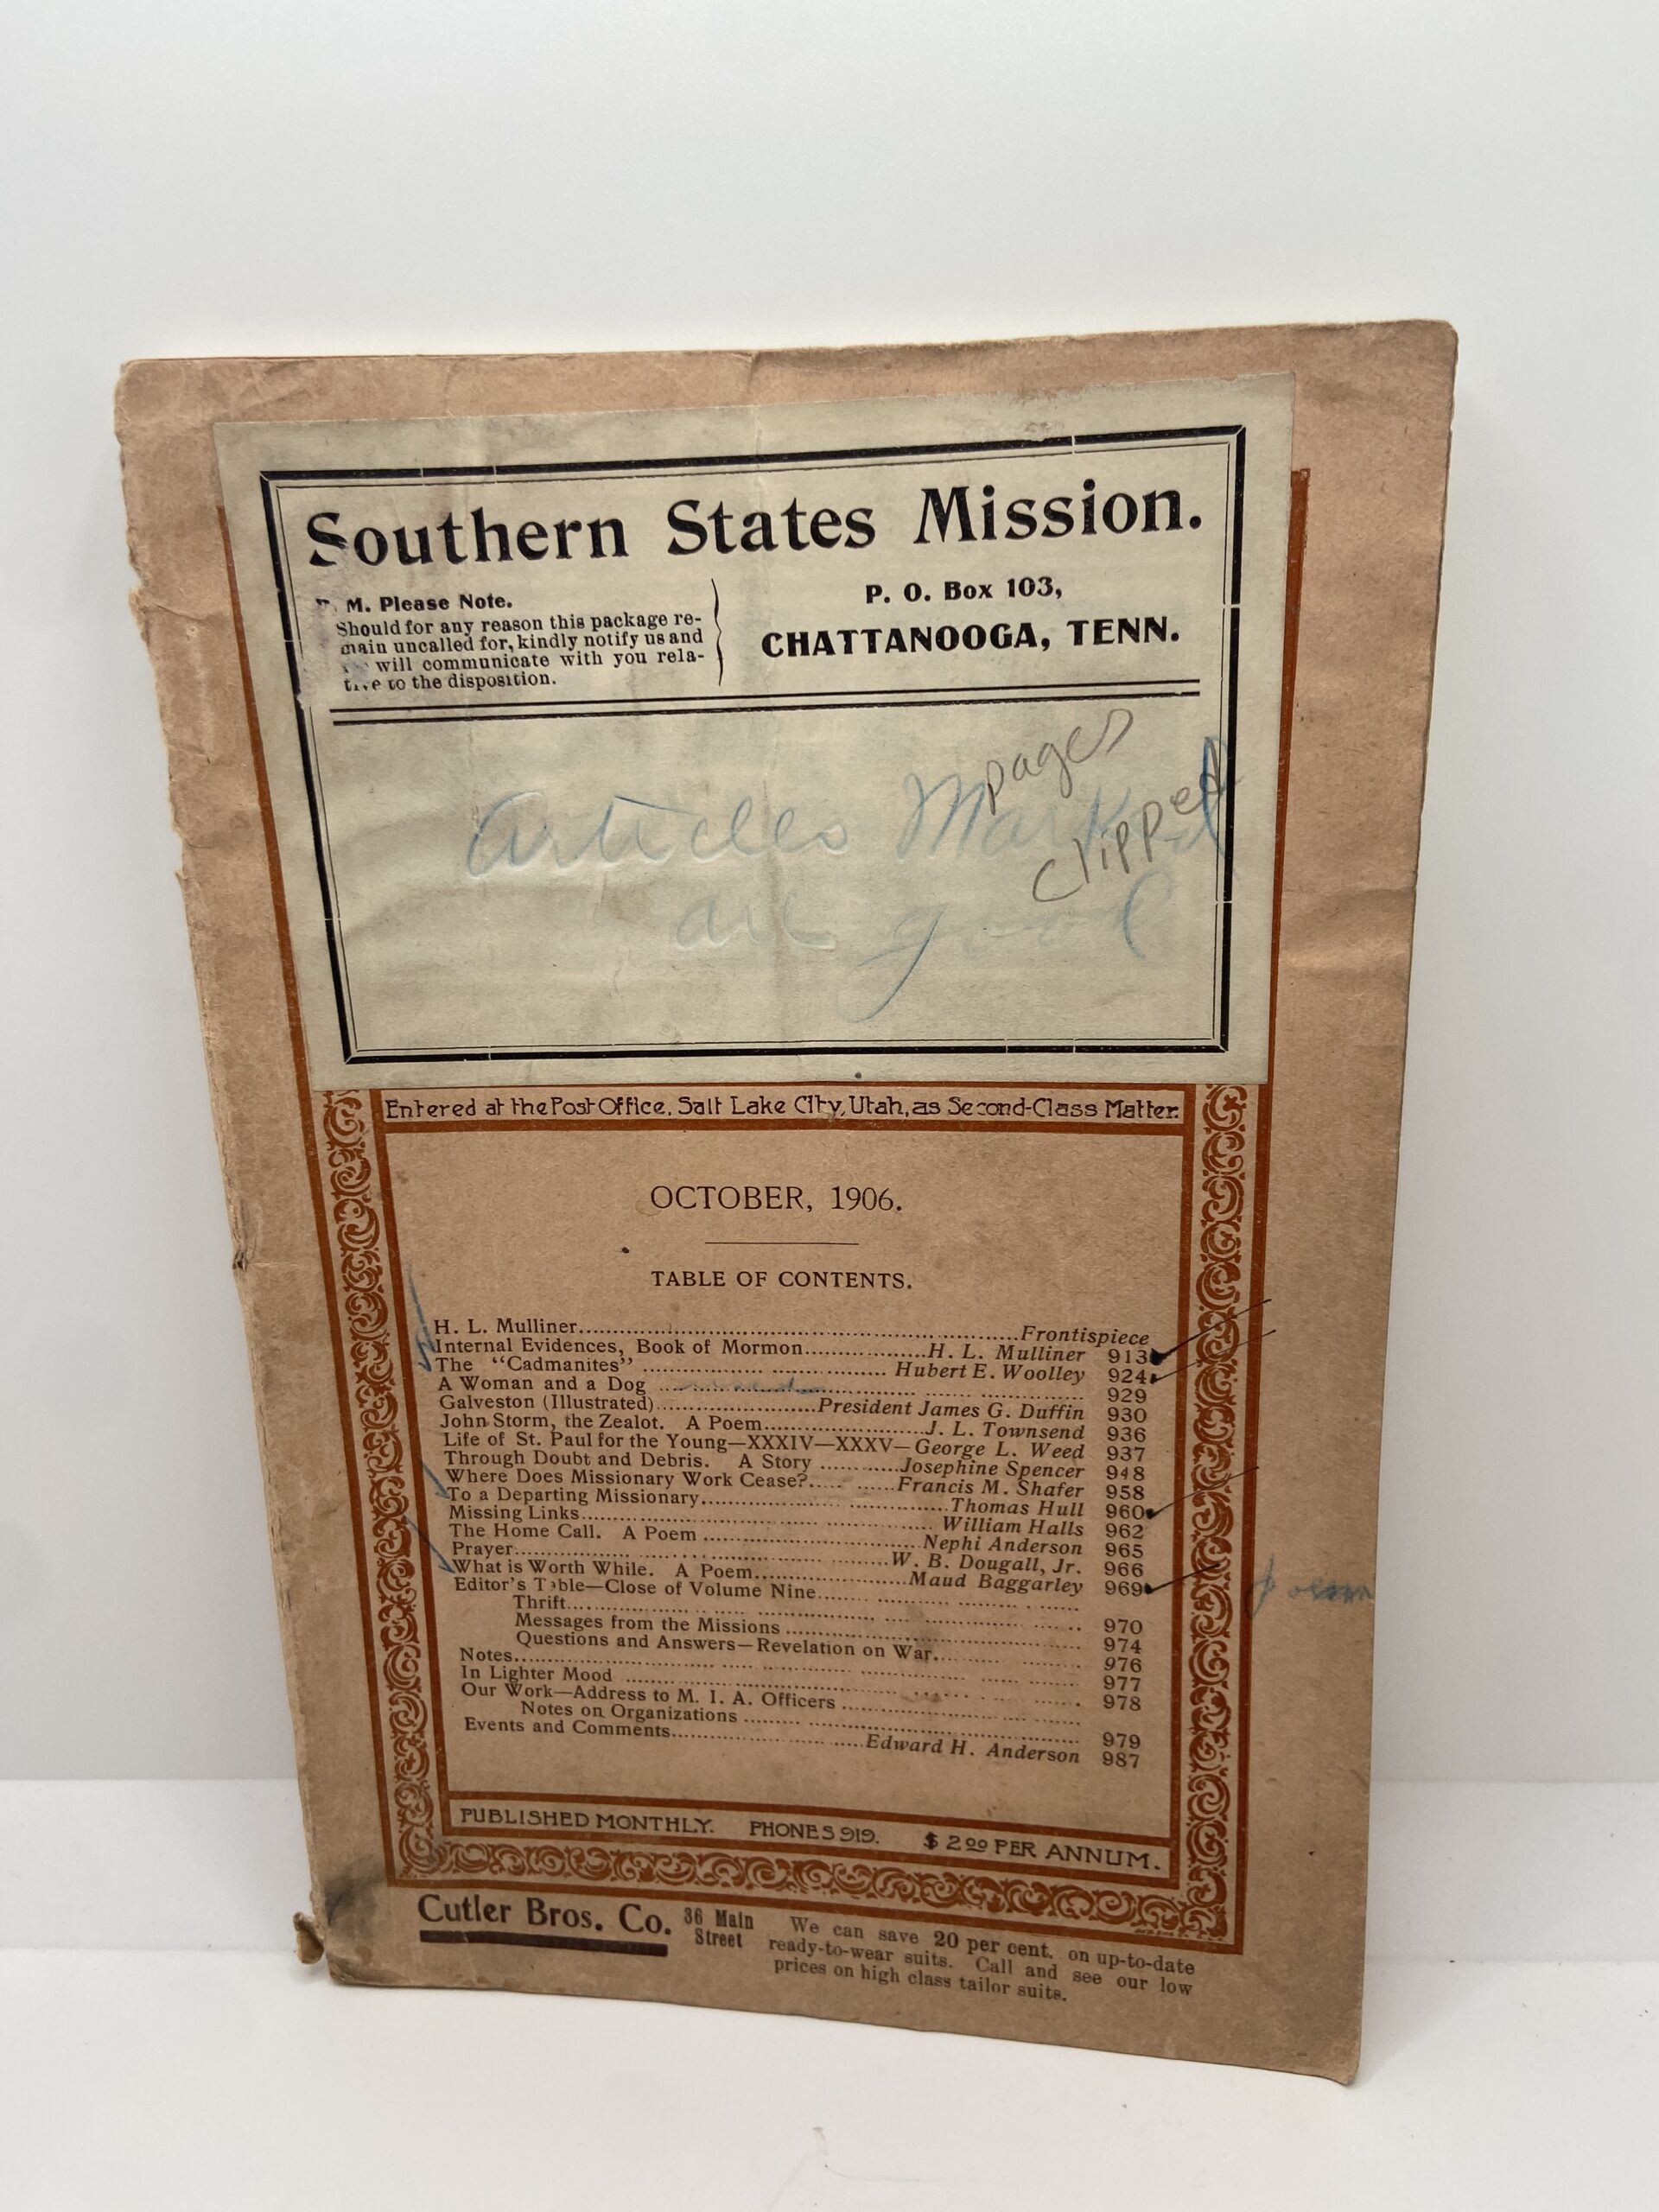 Southern States Mission.
M. Please Note.
Should for any reason this package re-
main uncalled for, kindly notify us and
will communicate with you rela-
tive to the disposition.
P. O. Box 103,
CHATTANOOGA, TENN.
pages
clipped
Articles Marked
are good
Entered at the Post Office, Salt Lake City, Utah, as Second-Class Matter.
OCTOBER, 1906.
TABLE OF CONTENTS.
H. L. Mulliner Frontispiece
Internal Evidences, Book of Mormon H. L. Mulliner 913
The "Cadmanites" Hubert E. Woolley 924
A Woman and a Dog 929
Galveston (Illustrated) President James G. Duffin 930
John Storm, the Zealot. A Poem J. L. Townsend 936
Life of St. Paul for the Young—XXXIV—XXXV—George L. Weed 937
Through Doubt and Debris. A Story Josephine Spencer 948
Where Does Missionary Work Cease? Francis M. Shafer 958
To a Departing Missionary Thomas Hull 960
Missing Links William Halls 962
The Home Call. A Poem Nephi Anderson 965
Prayer W. B. Dougall, Jr. 966
What is Worth While. A Poem Maud Baggarley 969
poem
Editor's Table—Close of Volume Nine
Thrift 970
Messages from the Missions 974
Questions and Answers—Revelation on War 976
Notes 977
In Lighter Mood 978
Our Work—Address to M. I. A. Officers
Notes on Organizations 979
Events and Comments Edward H. Anderson 987
PUBLISHED MONTHLY. PHONES 919. $2.00 PER ANNUM.
Cutler Bros. Co. 36 Main
Street
We can save 20 per cent. on up-to-date
ready-to-wear suits. Call and see our low
prices on high class tailor suits.